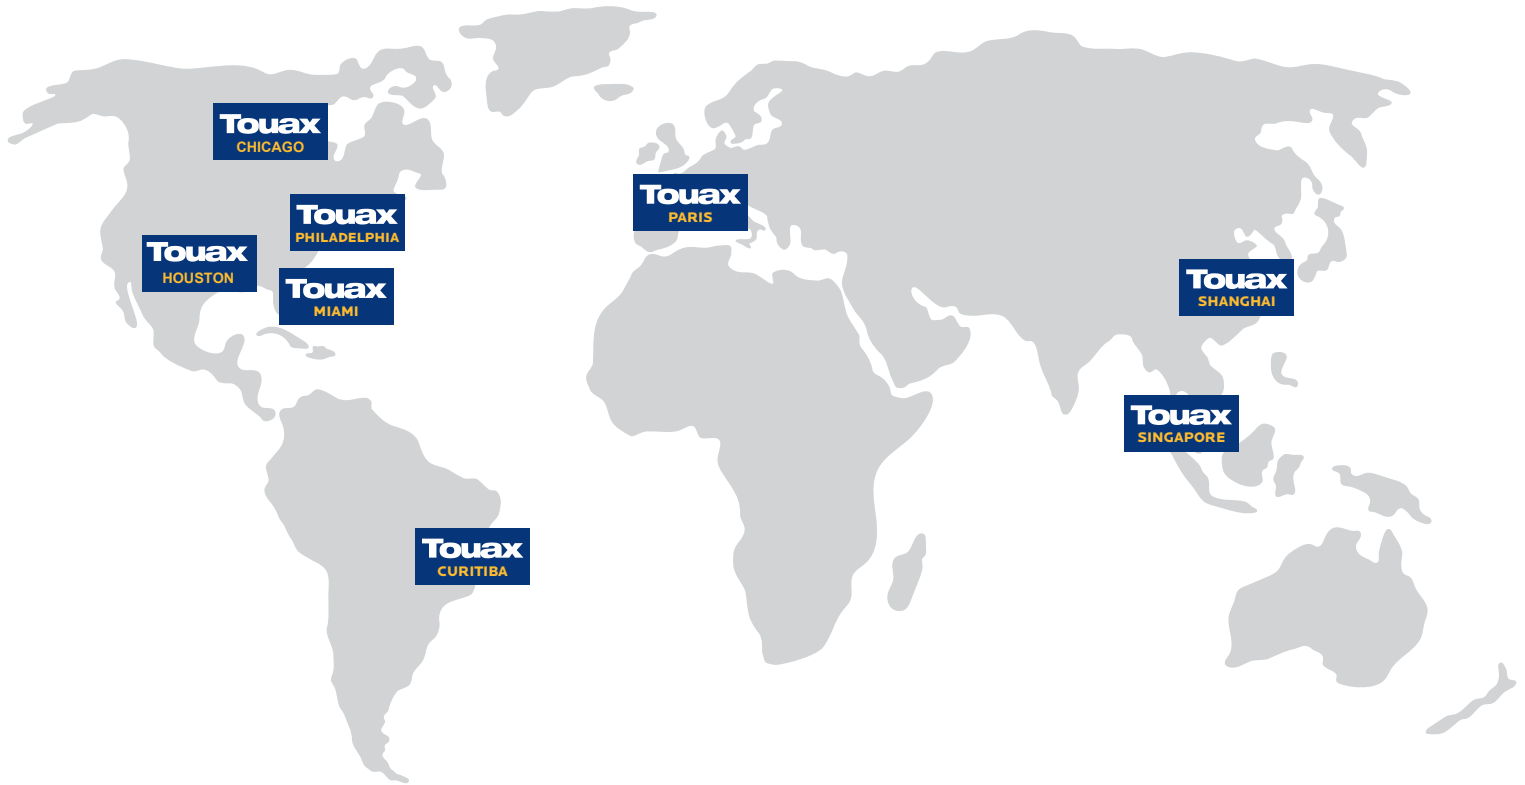 Touax
CHICAGO
Touax
PARIS
Touax
PHILADELPHIA
Touax
HOUSTON
Touax
MIAMI
Touax
SHANGHAI
Touax
SINGAPORE
Touax
CURITIBA